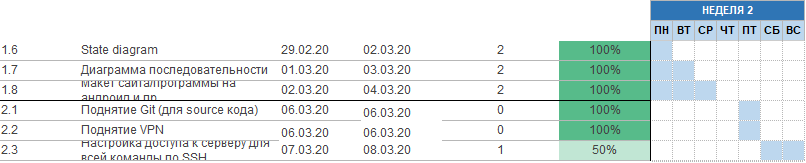 НЕДЕЛЯ 2
ПН ВТ СР ЧТ ПТ СБ ВС
1.6 State diagram 29.02.20 02.03.20 2 100%
1.7 Диаграмма последовательности 01.03.20 03.03.20 2 100%
1.8 Макет сайта/программы на андроид и пр. 02.03.20 04.03.20 2 100%
2.1 Поднятие Git (для source кода) 06.03.20 06.03.20 0 100%
2.2 Поднятие VPN 06.03.20 06.03.20 0 100%
2.3 Настройка доступа к серверу для всей команды по SSH 07.03.20 08.03.20 1 50%